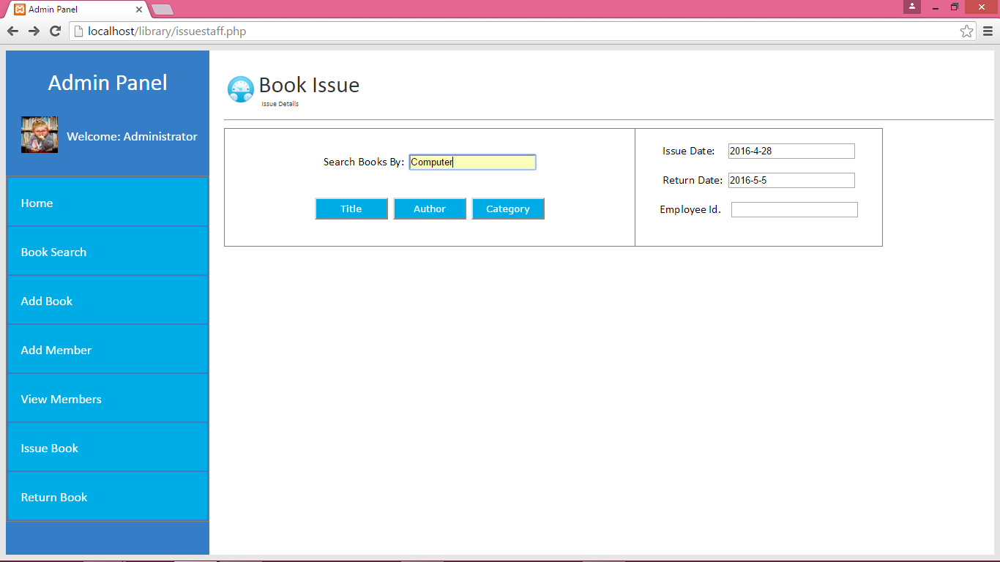 Admin Panel
localhost/library/issuestaff.php
Admin Panel
Welcome: Administrator
Home
Book Search
Add Book
Add Member
View Members
Issue Book
Return Book
Book Issue
Issue Details
Search Books By: Computer
Title Author Category
Issue Date: 2016-4-28
Return Date: 2016-5-5
Employee Id.